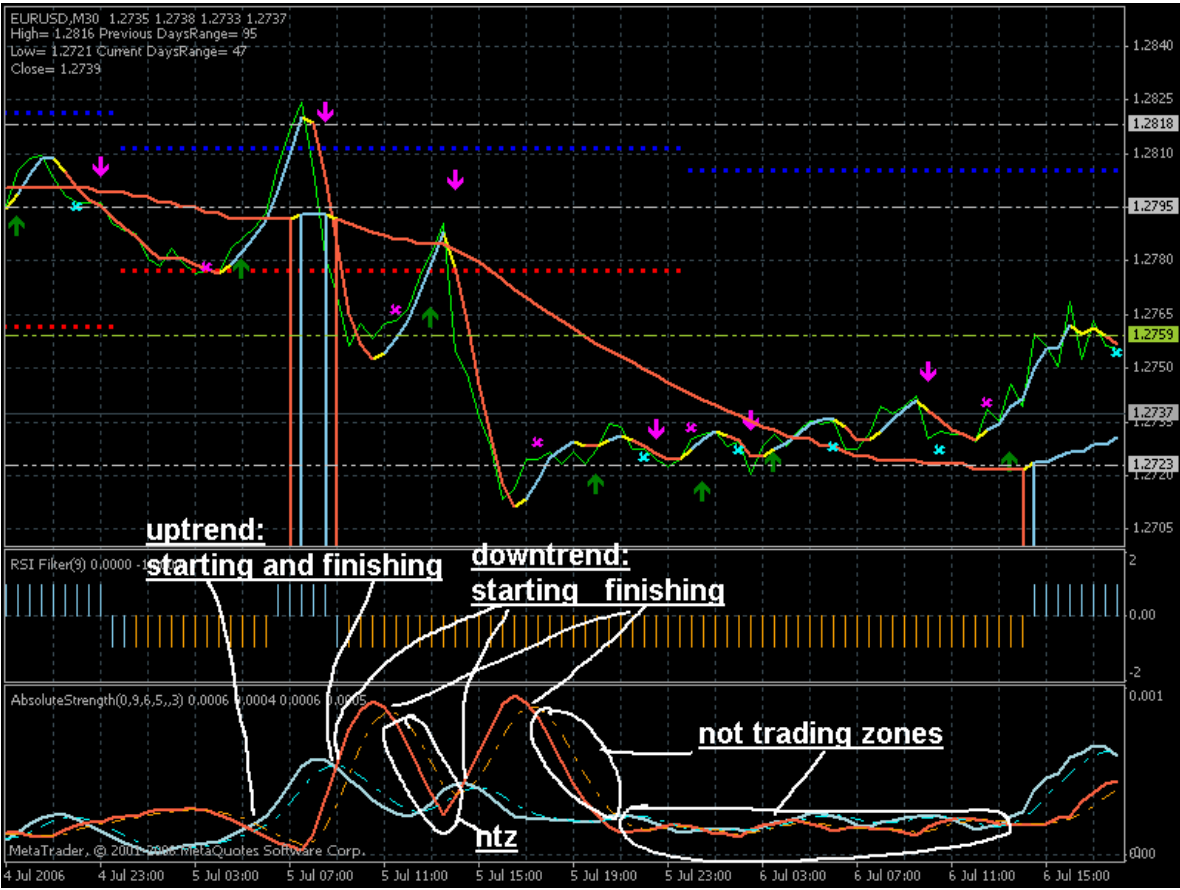 EURUSD,M30 1.2735 1.2738 1.2733 1.2737
High= 1.2816 Previous DaysRange= 95
Low= 1.2721 Current DaysRange= 47
Close= 1.2739
1.2840
1.2825
1.2818
1.2810
1.2795
1.2780
1.2765
1.2759
1.2750
1.2737
1.2735
1.2723
1.2720
1.2705
uptrend:
starting and finishing
downtrend:
starting finishing
RSI Filter(9) 0.0000
2
0.00
-2
AbsoluteStrength(0,9,6,5,,3) 0.0006 0.0004 0.0006 0.0005
0.001
not trading zones
ntz
MetaTrader, © 2001-2006 MetaQuotes Software Corp.
4 Jul 2006 4 Jul 23:00 5 Jul 03:00 5 Jul 07:00 5 Jul 11:00 5 Jul 15:00 5 Jul 19:00 5 Jul 23:00 6 Jul 03:00 6 Jul 07:00 6 Jul 11:00 6 Jul 15:00